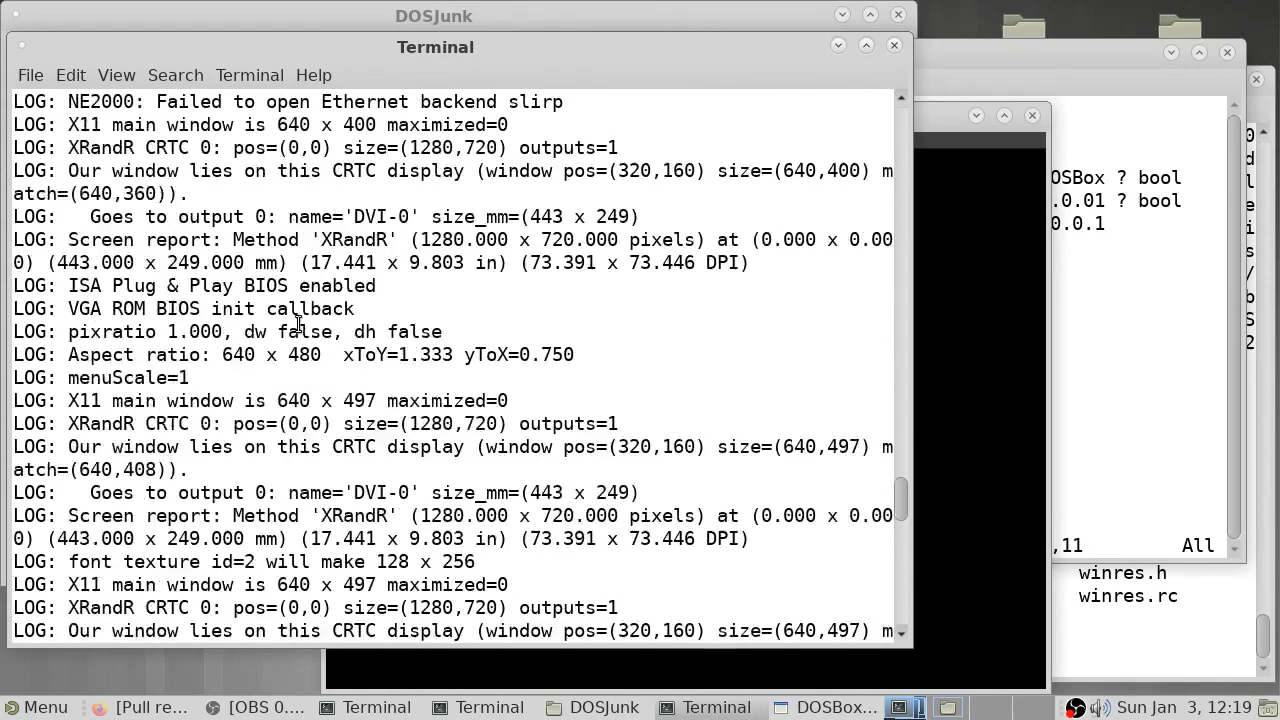 DOSJunk
Terminal
File Edit View Search Terminal Help
LOG: NE2000: Failed to open Ethernet backend slirp
LOG: X11 main window is 640 x 400 maximized=0
LOG: XRandR CRTC 0: pos=(0,0) size=(1280,720) outputs=1
LOG: Our window lies on this CRTC display (window pos=(320,160) size=(640,400) m
atch=(640,360)).
LOG:   Goes to output 0: name='DVI-0' size_mm=(443 x 249)
LOG: Screen report: Method 'XRandR' (1280.000 x 720.000 pixels) at (0.000 x 0.00
0) (443.000 x 249.000 mm) (17.441 x 9.803 in) (73.391 x 73.446 DPI)
LOG: ISA Plug & Play BIOS enabled
LOG: VGA ROM BIOS init callback
LOG: pixratio 1.000, dw false, dh false
LOG: Aspect ratio: 640 x 480  xToY=1.333 yToX=0.750
LOG: menuScale=1
LOG: X11 main window is 640 x 497 maximized=0
LOG: XRandR CRTC 0: pos=(0,0) size=(1280,720) outputs=1
LOG: Our window lies on this CRTC display (window pos=(320,160) size=(640,497) m
atch=(640,408)).
LOG:   Goes to output 0: name='DVI-0' size_mm=(443 x 249)
LOG: Screen report: Method 'XRandR' (1280.000 x 720.000 pixels) at (0.000 x 0.00
0) (443.000 x 249.000 mm) (17.441 x 9.803 in) (73.391 x 73.446 DPI)
LOG: font texture id=2 will make 128 x 256
LOG: X11 main window is 640 x 497 maximized=0
LOG: XRandR CRTC 0: pos=(0,0) size=(1280,720) outputs=1
LOG: Our window lies on this CRTC display (window pos=(320,160) size=(640,497) m
OSBox ? bool
.0.01 ? bool
0.0.1
,11 All
winres.h
winres.rc
Menu [Pull re... [OBS 0.... Terminal Terminal DOSJunk Terminal DOSBox... Sun Jan 3, 12:19